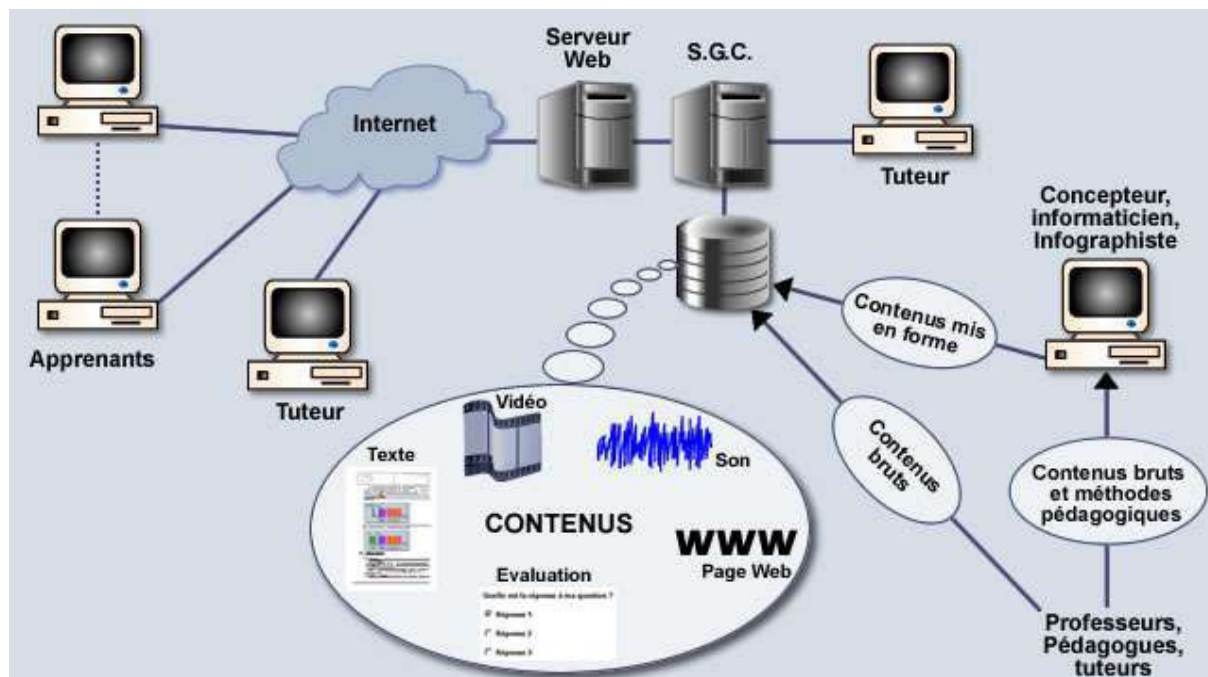 Serveur
Web
S.G.C.
Internet
Tuteur
Concepteur,
informaticien,
Infographiste
Apprenants
Tuteur
Contenus mis
en forme
Contenus
bruts
Contenus bruts
et méthodes
pédagogiques
Vidéo
Texte
Son
CONTENUS
www
Page Web
Evaluation
Quelle est la réponse à ma question ?
Réponse 1
Réponse 2
Réponse 3
Professeurs,
Pédagogues,
tuteurs